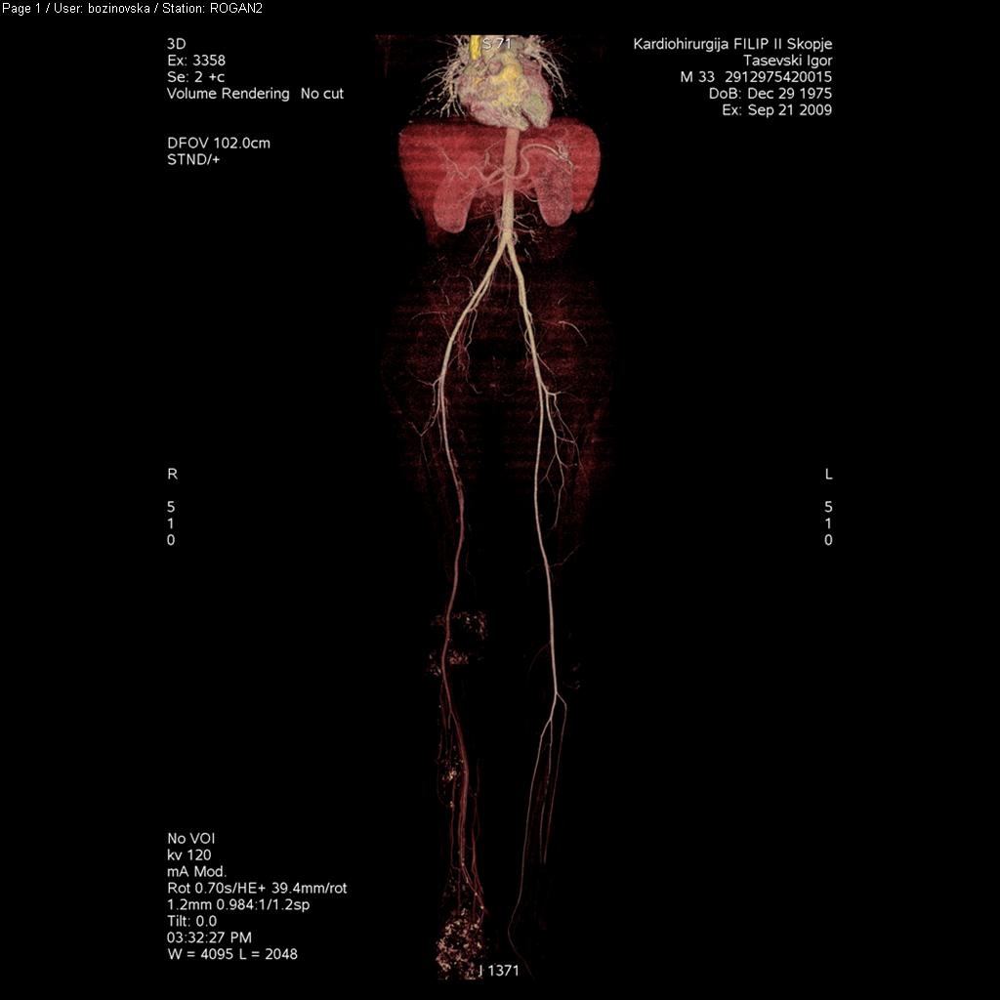 Page 1 / User: bozinovska / Station: ROGAN2
3D
Ex: 3358
Se: 2 +c
Volume Rendering No cut
DFOV 102.0cm
STND/+
S 71
Kardiohirurgija FILIP II Skopje
Tasevski Igor
M 33 2912975420015
DoB: Dec 29 1975
Ex: Sep 21 2009
R
5
1
0
L
5
1
0
No VOI
kv 120
mA Mod.
Rot 0.70s/HE+ 39.4mm/rot
1.2mm 0.984:1/1.2sp
Tilt: 0.0
03:32:27 PM
W = 4095 L = 2048
I 1371